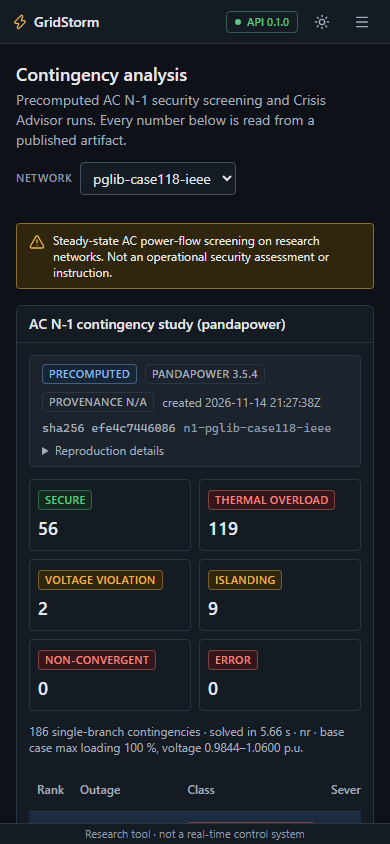 GridStorm
API 0.1.0
Contingency analysis
Precomputed AC N-1 security screening and Crisis
Advisor runs. Every number below is read from a
published artifact.
NETWORK pglib-case118-ieee
Steady-state AC power-flow screening on research
networks. Not an operational security assessment or
instruction.
AC N-1 contingency study (pandapower)
PRECOMPUTED PANDAPOWER 3.5.4
PROVENANCE N/A created 2026-11-14 21:27:38Z
sha256 efe4c7446086 n1-pglib-case118-ieee
Reproduction details
SECURE
56
THERMAL OVERLOAD
119
VOLTAGE VIOLATION
2
ISLANDING
9
NON-CONVERGENT
0
ERROR
0
186 single-branch contingencies · solved in 5.66 s · nr · base
case max loading 100 %, voltage 0.9844–1.0600 p.u.
Rank Outage Class Sever
Research tool · not a real-time control system